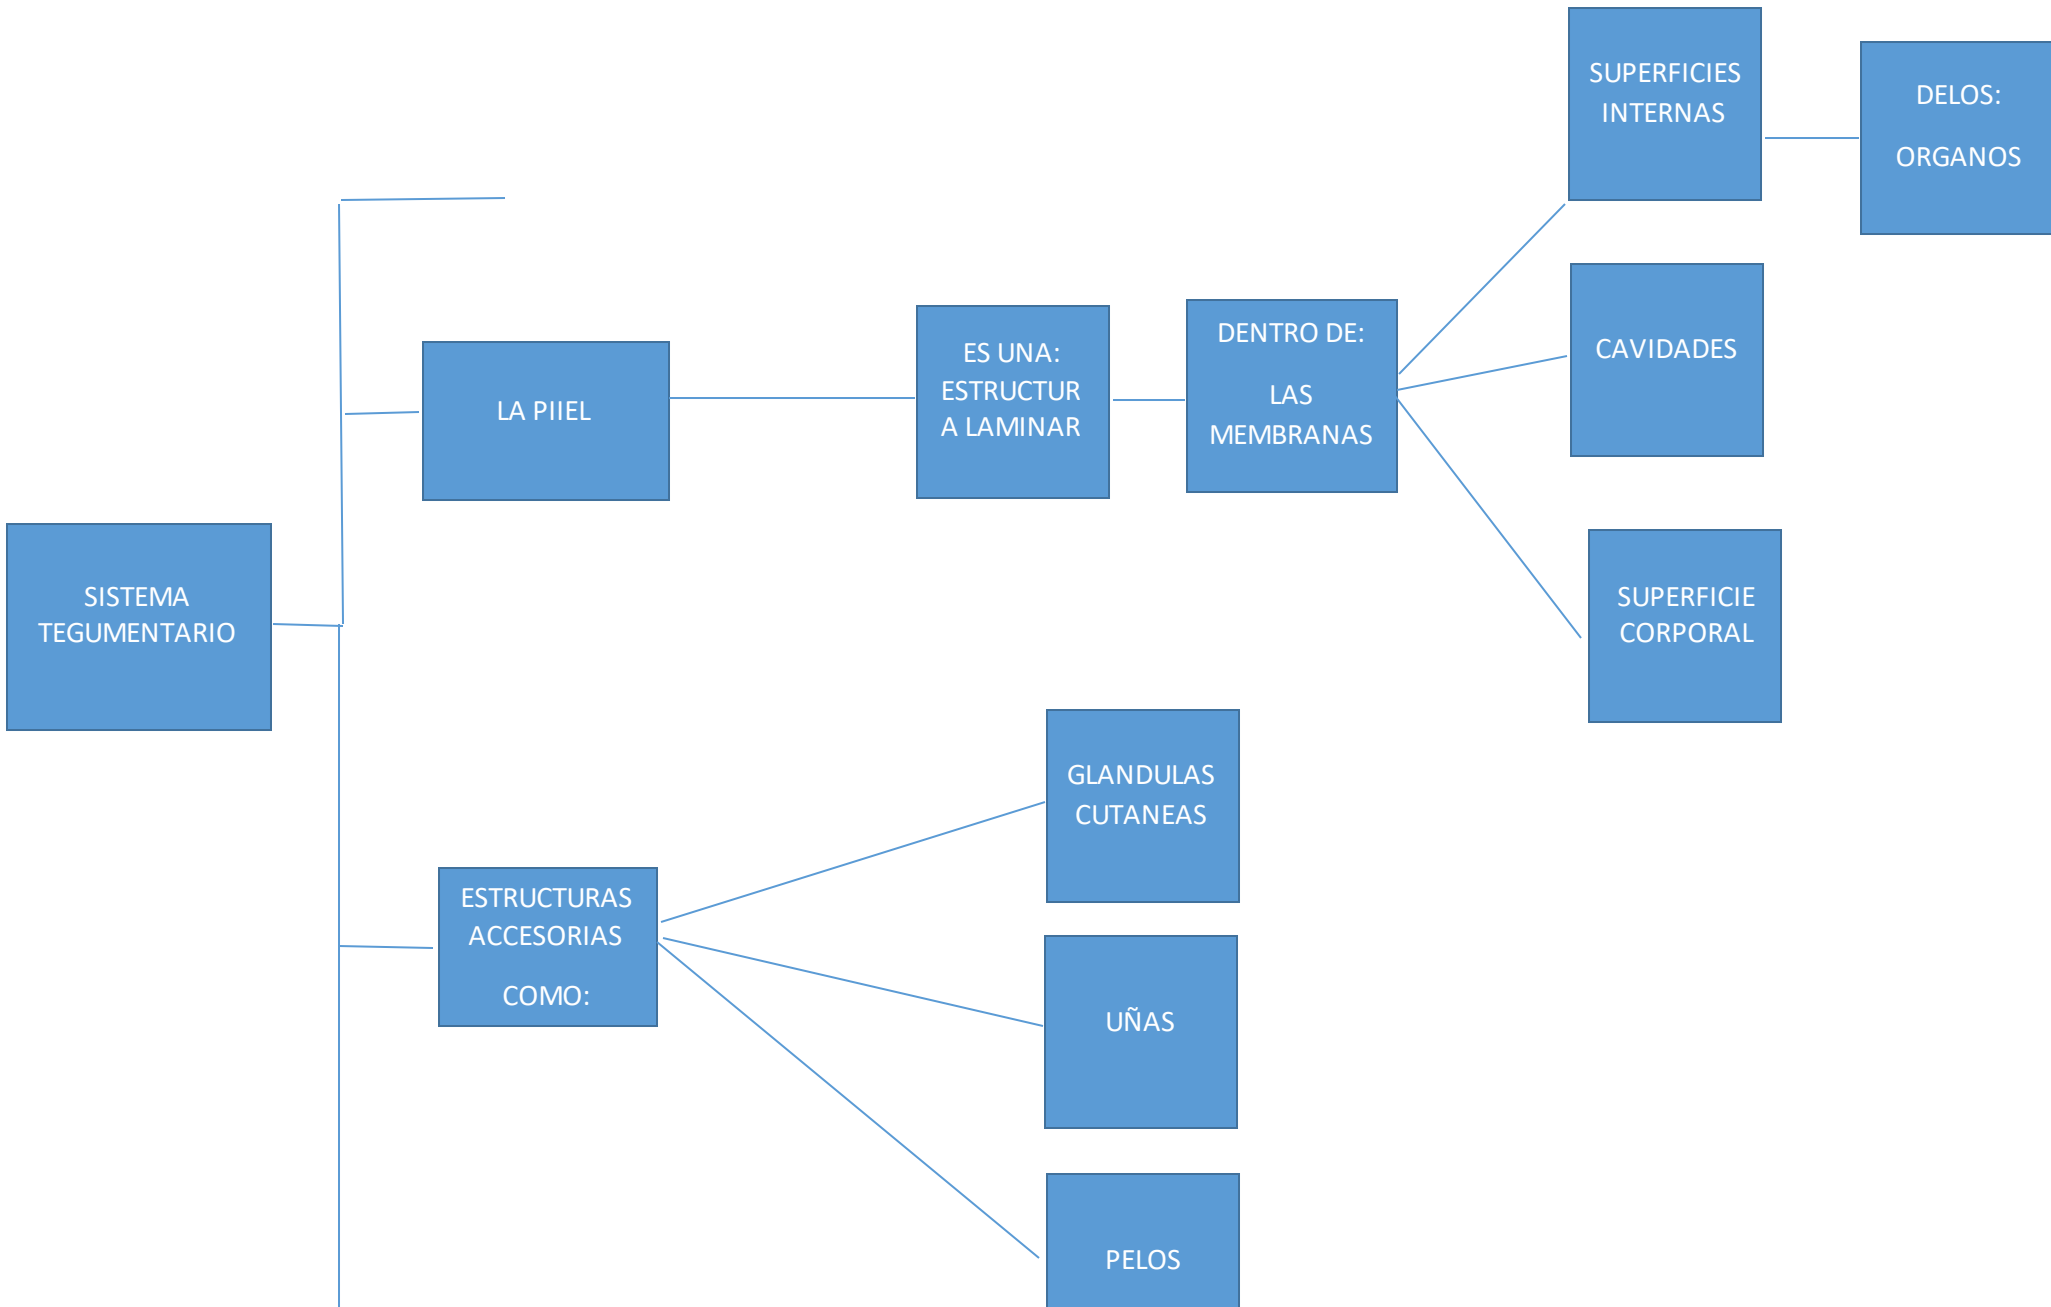 SISTEMA
TEGUMENTARIO
LA PIIEL
ES UNA:
ESTRUCTUR
A LAMINAR
DENTRO DE:
LAS
MEMBRANAS
SUPERFICIES
INTERNAS
DELOS:
ORGANOS
CAVIDADES
SUPERFICIE
CORPORAL
ESTRUCTURAS
ACCESORIAS
COMO:
GLANDULAS
CUTANEAS
UÑAS
PELOS